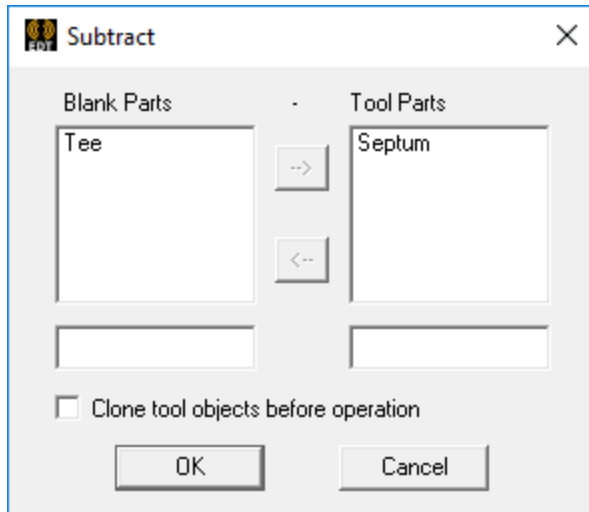 EDT Subtract
Blank Parts - Tool Parts
Tee Septum
-->
<--
Clone tool objects before operation
OK Cancel